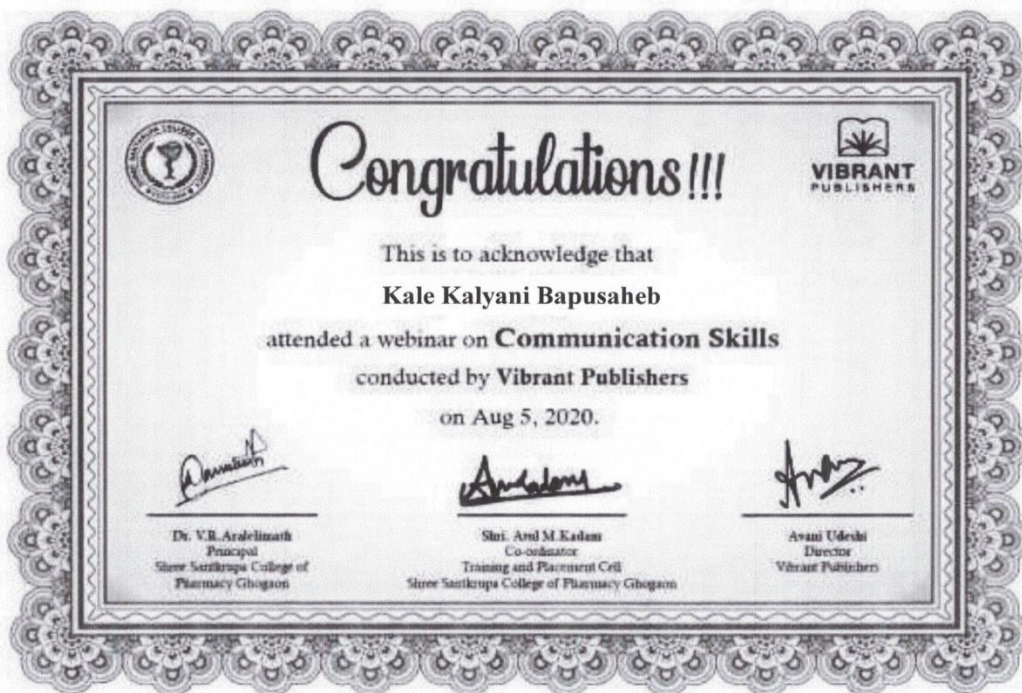 Congratulations!!!
VIBRANT
PUBLISHERS
This is to acknowledge that
Kale Kalyani Bapusaheb
attended a webinar on Communication Skills
conducted by Vibrant Publishers
on Aug 5, 2020.
Dr. V.R.Aralelimath
Principal
Shree Santkrupa College of
Pharmacy Ghogaon
Shri. M.Kadam
Co-ordinator
Training and Placement Cell
Shree Santkrupa College of Pharmacy Ghogaon
Avani Udeshi
Director
Vibrant Publishers